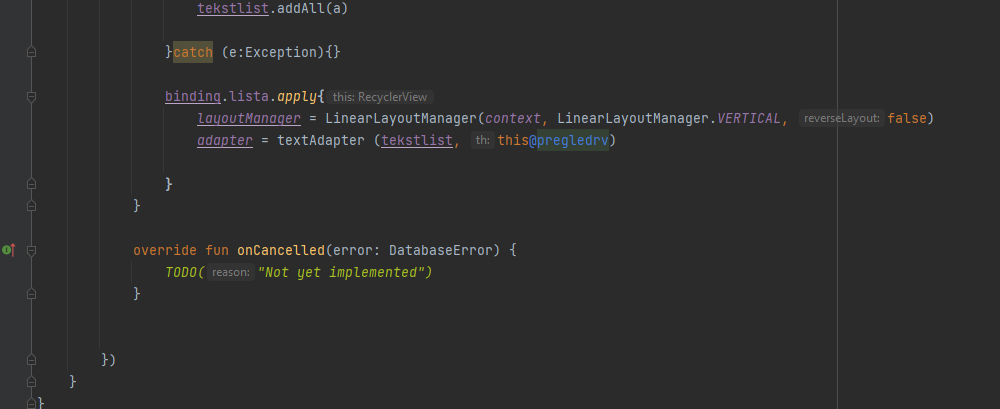 tekstlist.addAll(a)
}catch (e:Exception){}
binding.lista.apply{ this: RecyclerView
layoutManager = LinearLayoutManager(context, LinearLayoutManager.VERTICAL, reverseLayout: false)
adapter = textAdapter (tekstlist, th: this@pregledrv)
}
}
override fun onCancelled(error: DatabaseError) {
TODO( reason: "Not yet implemented")
}
})
}
}